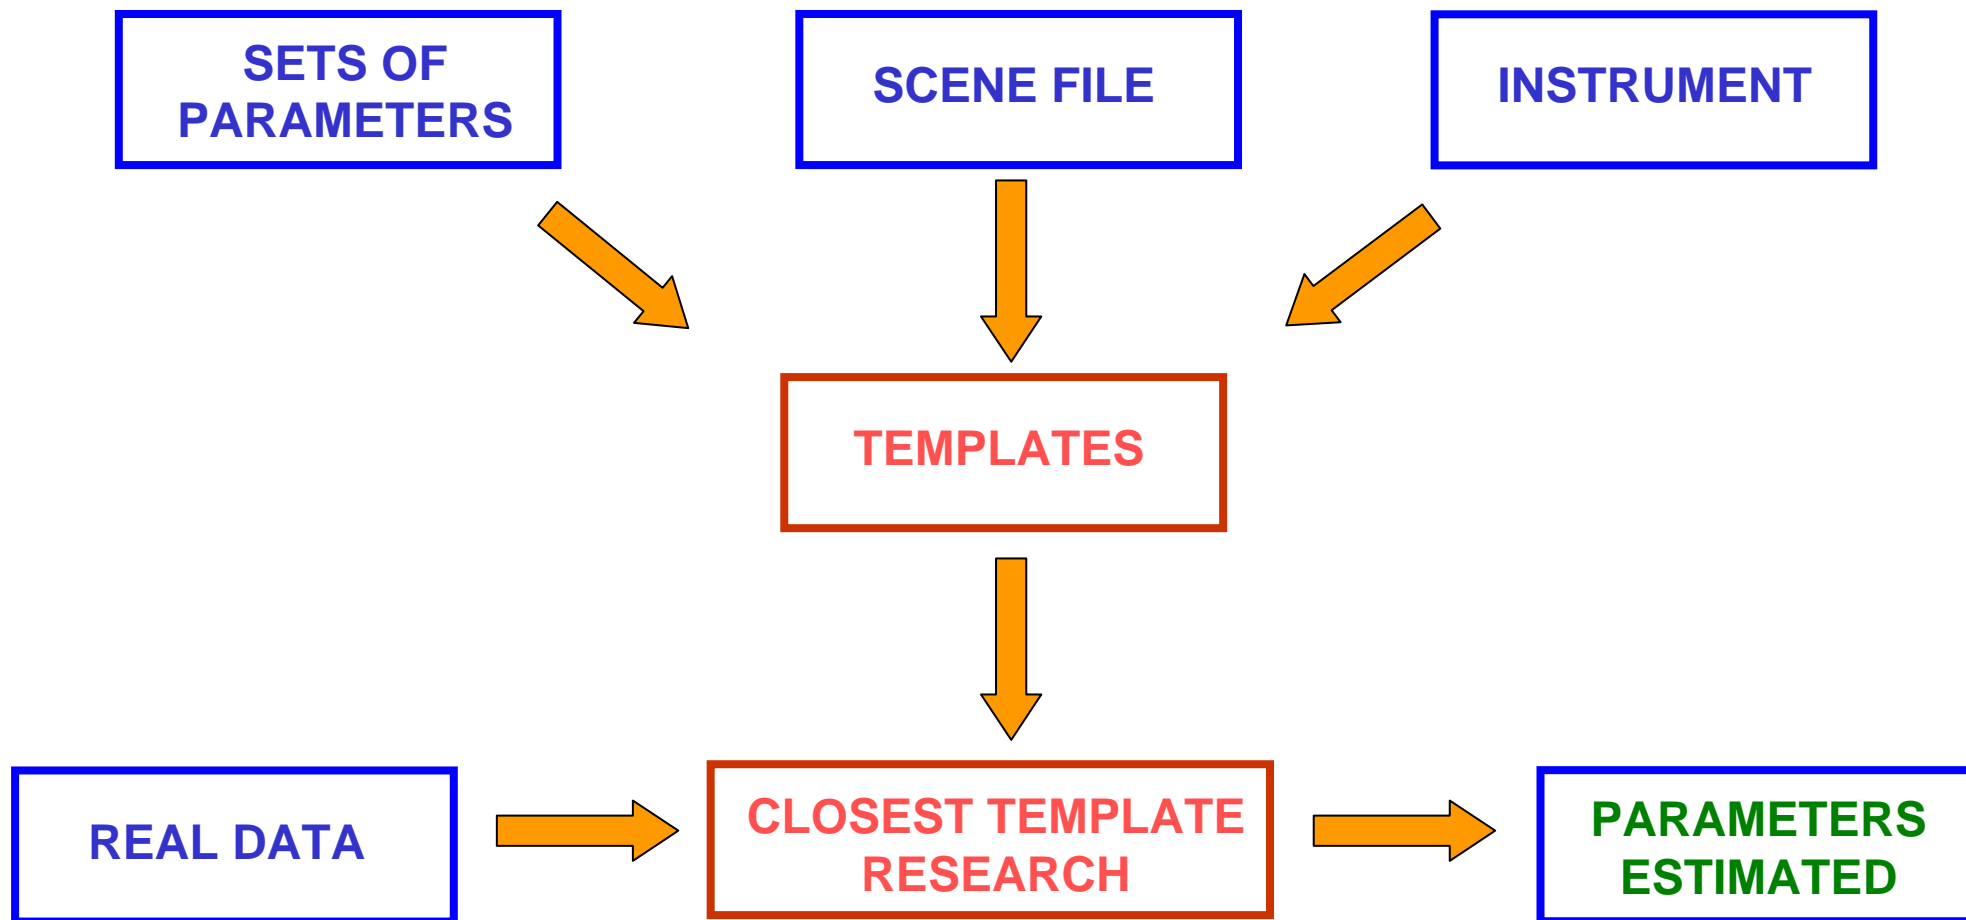 SETS OF
PARAMETERS
SCENE FILE
INSTRUMENT
TEMPLATES
REAL DATA
CLOSEST TEMPLATE
RESEARCH
PARAMETERS
ESTIMATED